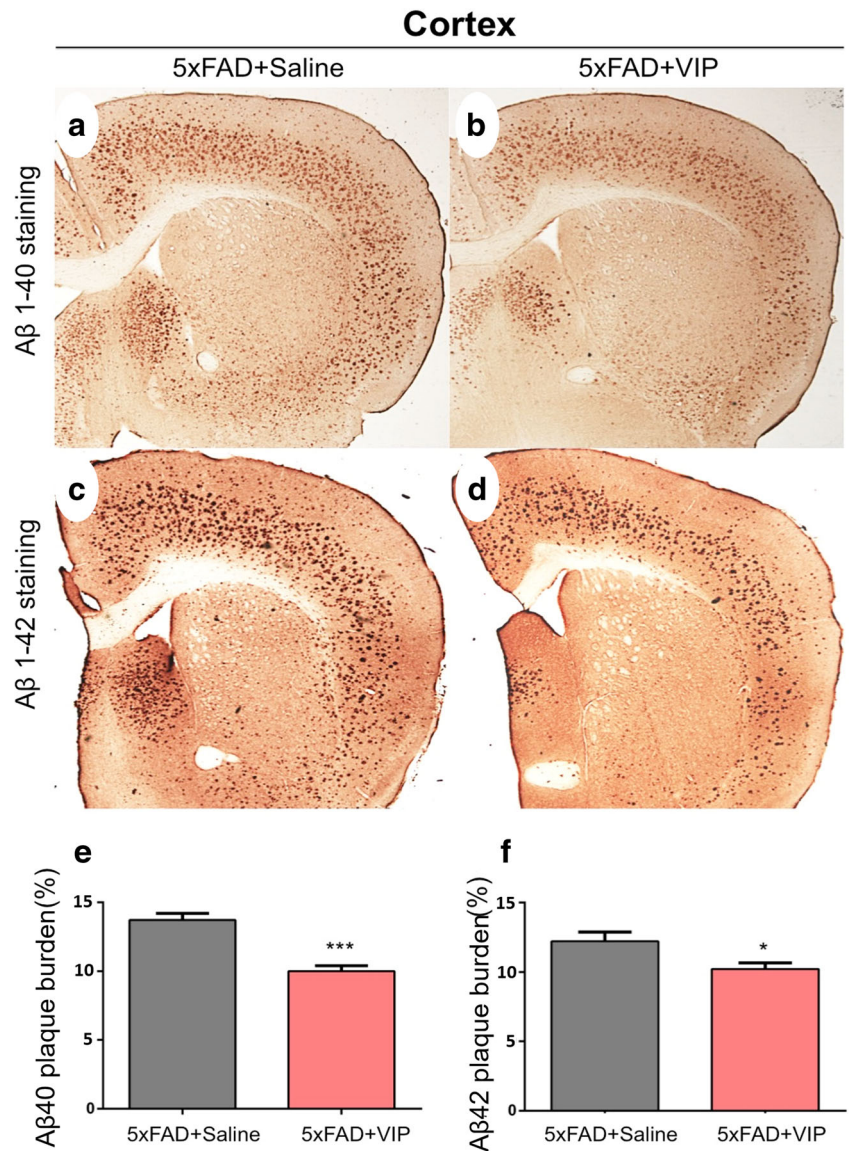 Cortex
5xFAD+Saline
5xFAD+VIP
a
b
Aβ 1-40 staining
c
d
Aβ 1-42 staining
e
f
Aβ40 plaque burden(%)
15
10
5
0
***
5xFAD+Saline
5xFAD+VIP
Aβ42 plaque burden(%)
15
10
5
0
*
5xFAD+Saline
5xFAD+VIP